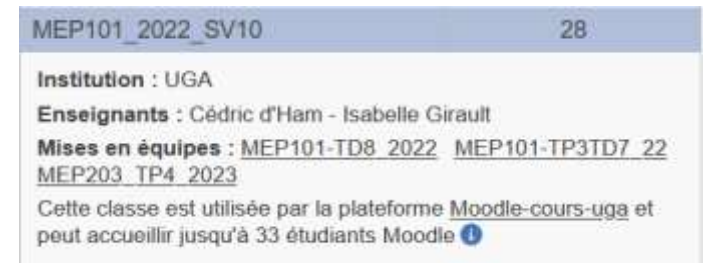 MEP101_2022_SV10 28
Institution : UGA
Enseignants : Cédric d'Ham - Isabelle Girault
Mises en équipes : MEP101-TD8_2022 MEP101-TP3TD7_22
MEP203_TP4_2023
Cette classe est utilisée par la plateforme Moodle-cours-uga et
peut accueillir jusqu'à 33 étudiants Moodle i